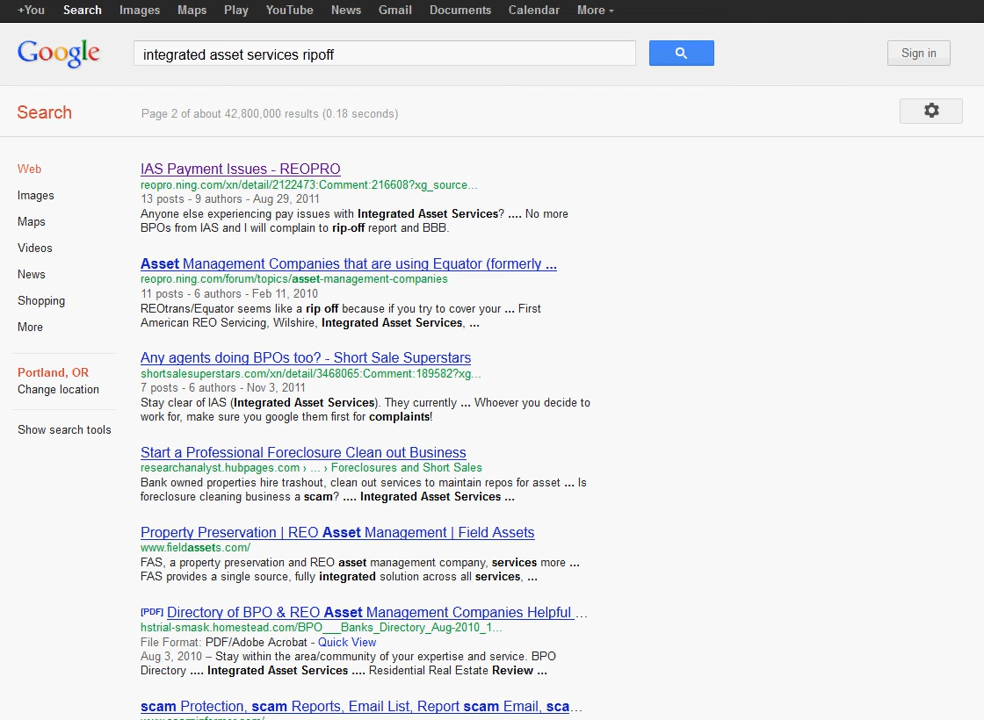 +You Search Images Maps Play YouTube News Gmail Documents Calendar More
Google
integrated asset services ripoff
Sign in
Search
Page 2 of about 42,800,000 results (0.18 seconds)
Web
Images
Maps
Videos
News
Shopping
More
Portland, OR
Change location
Show search tools
IAS Payment Issues - REOPRO
reopro.ning.com/xn/detail/2122473:Comment:216608?xg_source...
13 posts - 9 authors - Aug 29, 2011
Anyone else experiencing pay issues with Integrated Asset Services? .... No more
BPOs from IAS and I will complain to rip-off report and BBB.
Asset Management Companies that are using Equator (formerly ...
reopro.ning.com/forum/topics/asset-management-companies
11 posts - 6 authors - Feb 11, 2010
REOtrans/Equator seems like a rip off because if you try to cover your ... First
American REO Servicing, Wilshire, Integrated Asset Services, ...
Any agents doing BPOs too? - Short Sale Superstars
shortsalesuperstars.com/xn/detail/3468065:Comment:189582?xg...
7 posts - 6 authors - Nov 3, 2011
Stay clear of IAS (Integrated Asset Services). They currently ... Whoever you decide to
work for, make sure you google them first for complaints!
Start a Professional Foreclosure Clean out Business
researchanalyst.hubpages.com › ... › Foreclosures and Short Sales
Bank owned properties hire trashout, clean out services to maintain repos for asset ... Is
foreclosure cleaning business a scam? .... Integrated Asset Services ...
Property Preservation | REO Asset Management | Field Assets
www.fieldassets.com/
FAS, a property preservation and REO asset management company, services more ...
FAS provides a single source, fully integrated solution across all services, ...
[PDF] Directory of BPO & REO Asset Management Companies Helpful ...
hstrial-smask.homestead.com/BPO___Banks_Directory_Aug-2010_1...
File Format: PDF/Adobe Acrobat - Quick View
Aug 3, 2010 – Stay within the area/community of your expertise and service. BPO
Directory .... Integrated Asset Services .... Residential Real Estate Review ...
scam Protection, scam Reports, Email List, Report scam Email, sca...